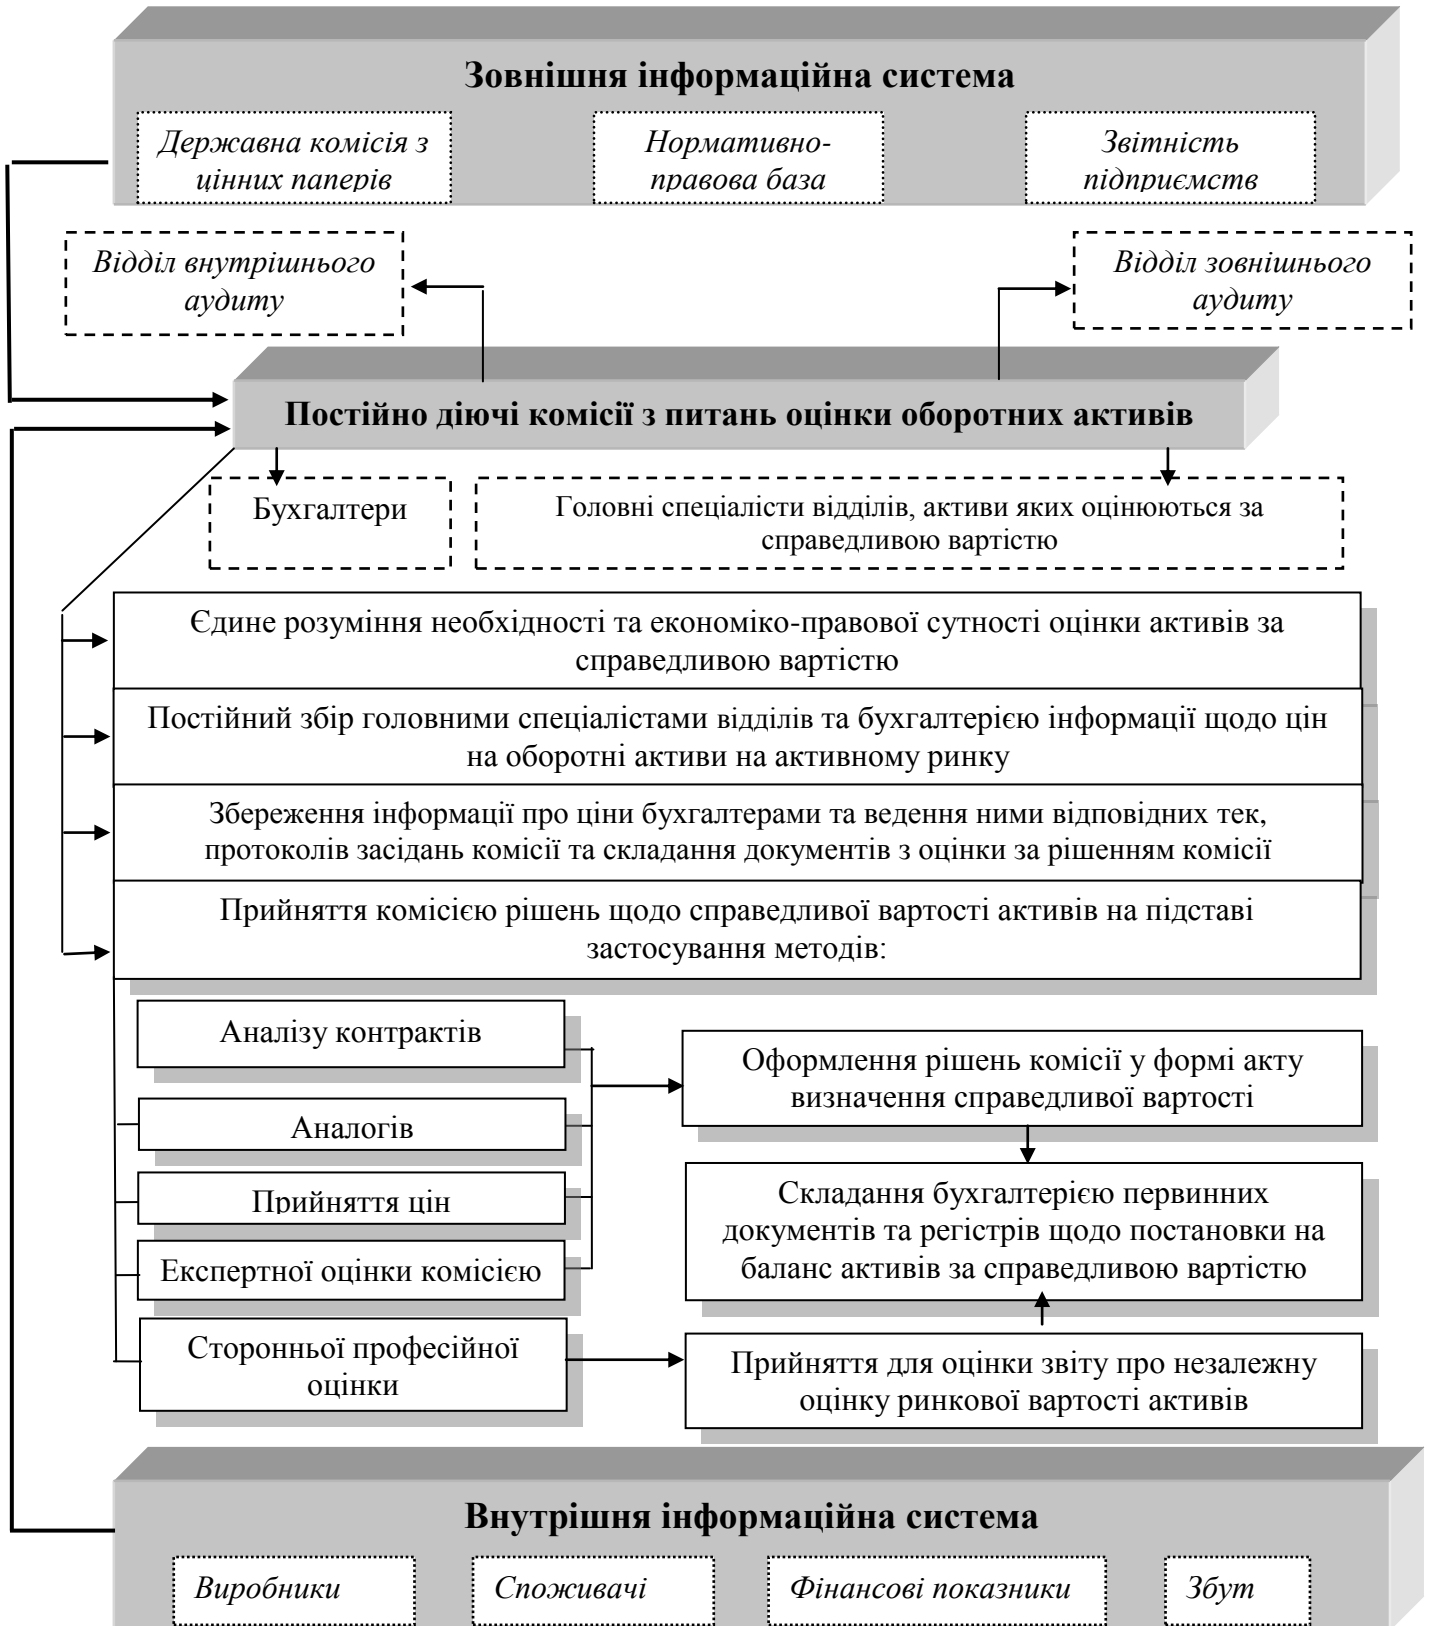 Зовнішня інформаційна система
Державна комісія з
цінних паперів
Нормативно-
правова база
Звітність
підприємств
Відділ внутрішнього
аудиту
Відділ зовнішнього
аудиту
Постійно діючі комісії з питань оцінки оборотних активів
Бухгалтери
Головні спеціалісти відділів, активи яких оцінюються за
справедливою вартістю
Єдине розуміння необхідності та економіко-правової сутності оцінки активів за
справедливою вартістю
Постійний збір головними спеціалістами відділів та бухгалтерією інформації щодо цін
на оборотні активи на активному ринку
Збереження інформації про ціни бухгалтерами та ведення ними відповідних тек,
протоколів засідань комісії та складання документів з оцінки за рішенням комісії
Прийняття комісією рішень щодо справедливої вартості активів на підставі
застосування методів:
Аналізу контрактів
Аналогів
Прийняття цін
Експертної оцінки комісією
Сторонньої професійної
оцінки
Оформлення рішень комісії у формі акту
визначення справедливої вартості
Складання бухгалтерією первинних
документів та регістрів щодо постановки на
баланс активів за справедливою вартістю
Прийняття для оцінки звіту про незалежну
оцінку ринкової вартості активів
Внутрішня інформаційна система
Виробники
Споживачі
Фінансові показники
Збут